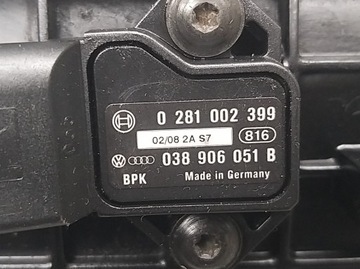 0 281 002 399
02/08 2A S7 816
038 906 051 B
BPK Made in Germany